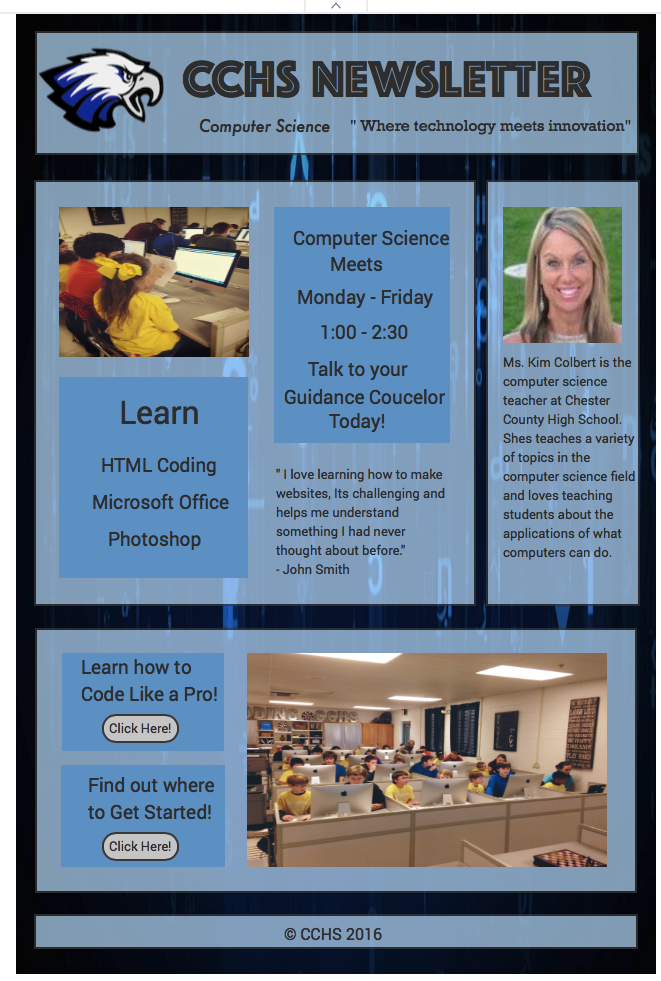 CCHS NEWSLETTER
Computer Science " Where technology meets innovation"
Computer Science
Meets
Monday - Friday
1:00 - 2:30
Talk to your
Guidance Coucelor
Today!
Learn
HTML Coding
Microsoft Office
Photoshop
" I love learning how to make
websites, Its challenging and
helps me understand
something I had never
thought about before."
- John Smith
Ms. Kim Colbert is the
computer science
teacher at Chester
County High School.
Shes teaches a variety
of topics in the
computer science field
and loves teaching
students about the
applications of what
computers can do.
Learn how to
Code Like a Pro!
Click Here!
Find out where
to Get Started!
Click Here!
CODING @ CCHS
© CCHS 2016